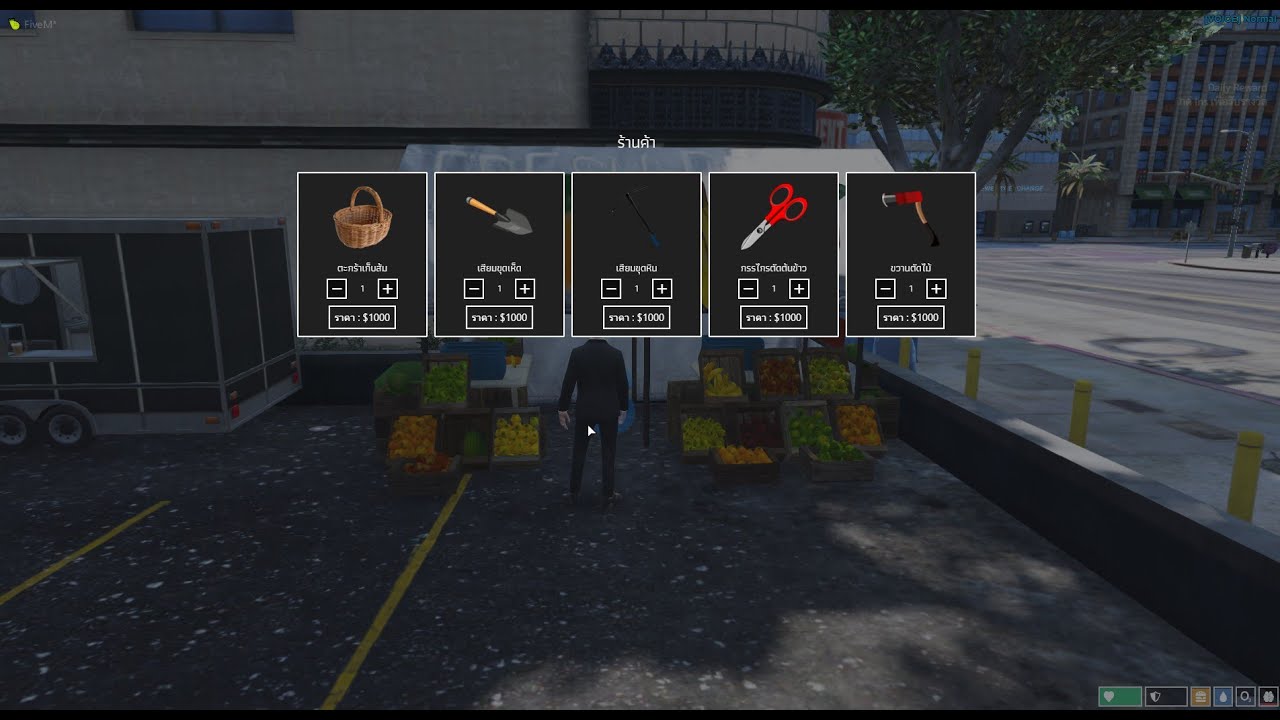 FiveM*
Daily Reward
ร้านค้า
ตะกร้าเก็บส้ม
1
ราคา : $1000
เสียมขุดเห็ด
1
ราคา : $1000
เสียมขุดหิน
1
ราคา : $1000
กรรไกรตัดต้นข้าว
1
ราคา : $1000
ขวานตัดไม้
1
ราคา : $1000